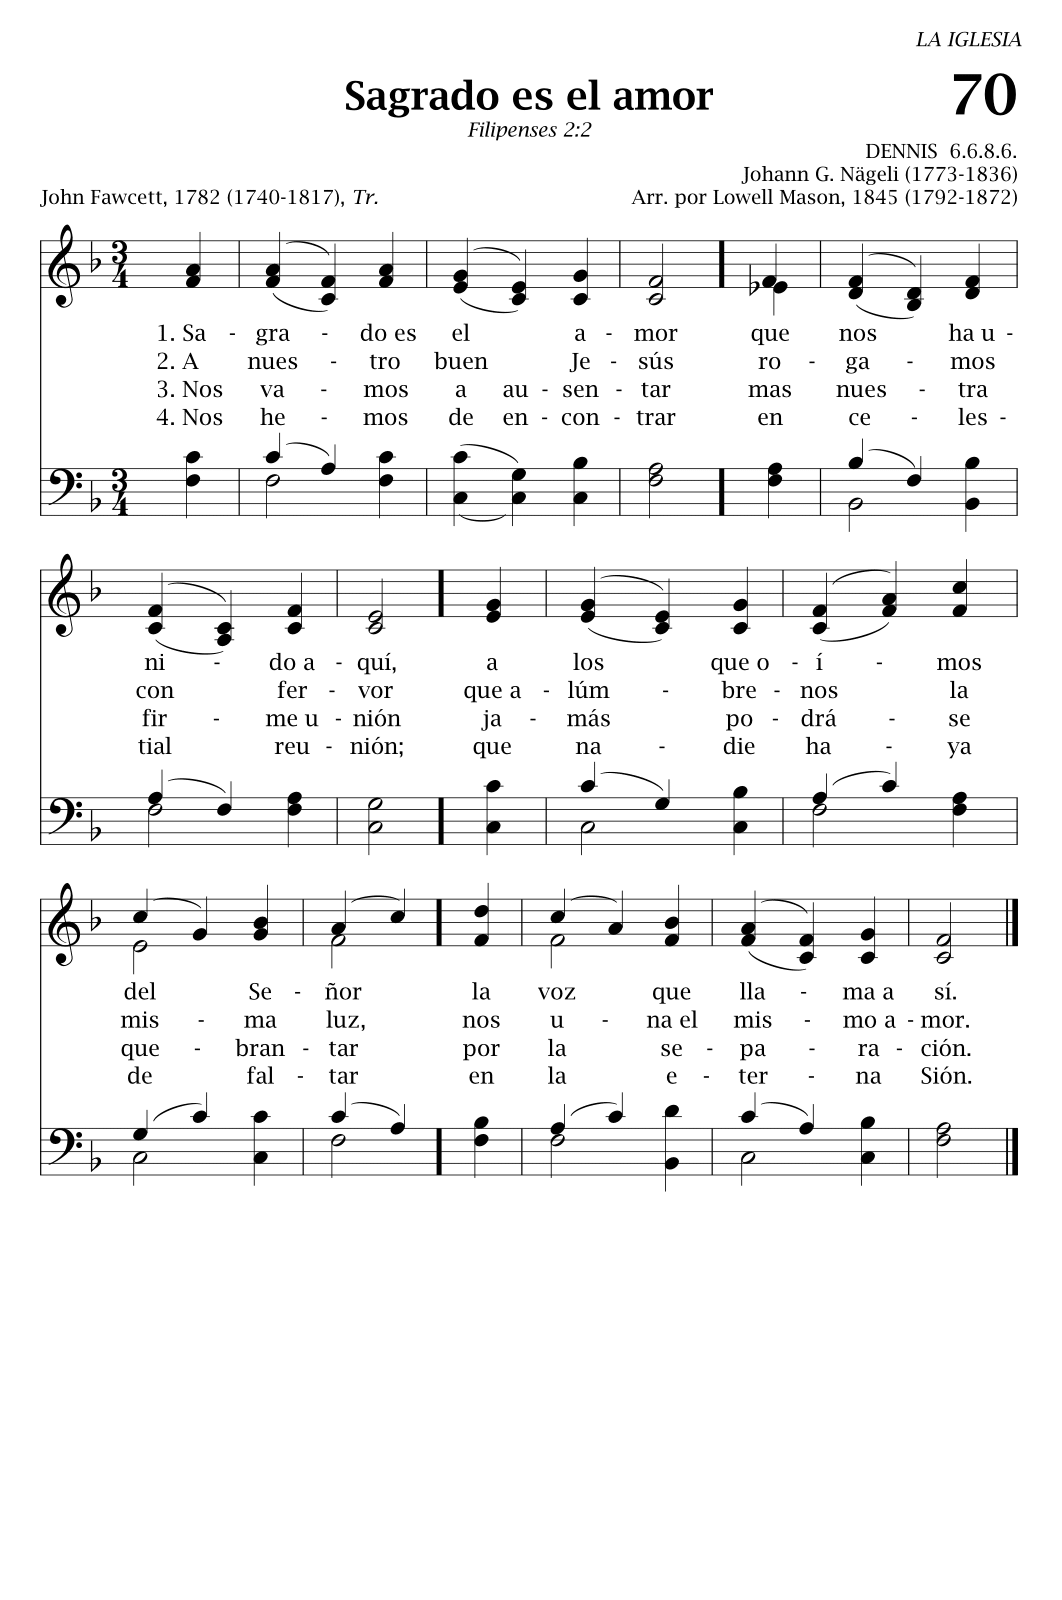 LA IGLESIA
Sagrado es el amor
70
Filipenses 2:2
DENNIS 6.6.8.6.
Johann G. Nägeli (1773-1836)
John Fawcett, 1782 (1740-1817), Tr.
Arr. por Lowell Mason, 1845 (1792-1872)
3
4
1. Sa - gra - do es el a - mor que nos ha u -
2. A nues - tro buen Je - sús ro - ga - mos
3. Nos va - mos a au - sen - tar mas nues - tra
4. Nos he - mos de en - con - trar en ce - les -
3
4
ni - do a - quí, a los que o - í - mos
con fer - vor que a - lúm - bre - nos la
fir - me u - nión ja - más po - drá - se
tial reu - nión; que na - die ha - ya
del Se - ñor la voz que lla - ma a sí.
mis - ma luz, nos u - na el mis - mo a - mor.
que - bran - tar por la se - pa - ra - ción.
de fal - tar en la e - ter - na Sión.